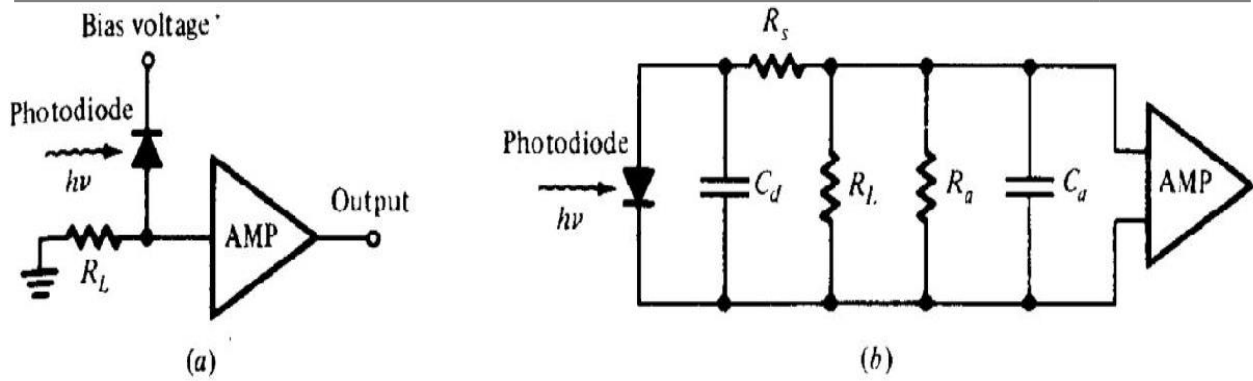 Bias voltage
Photodiode
hν
R_L
AMP
Output
(a)
R_s
Photodiode
hν
C_d
R_L
R_a
C_a
AMP
(b)